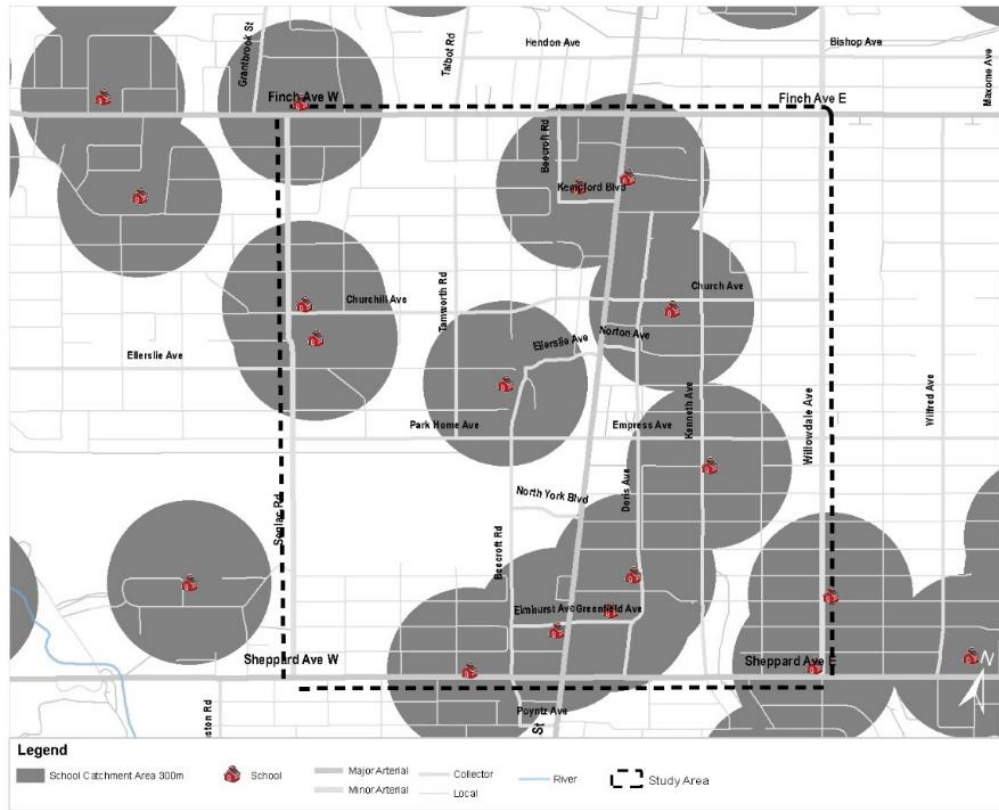 Grantbrook St
Talbot Rd
Hendon Ave
Bishop Ave
Maxome Ave
Finch Ave W
Finch Ave E
Beecroft Rd
Kempford Blvd
Tamworth Rd
Churchill Ave
Church Ave
Ellerslie Ave
Ellerslie Ave
Norton Ave
Kenneth Ave
Willowdale Ave
Wilfred Ave
Park Home Ave
Empress Ave
Doris Ave
North York Blvd
Senlac Rd
Beecroft Rd
Elmhurst Ave
Greenfield Ave
Sheppard Ave W
Sheppard Ave E
Poyntz Ave
St
N
Legend
School Catchment Area 300m
School
Major Arterial
Minor Arterial
Collector
Local
River
Study Area